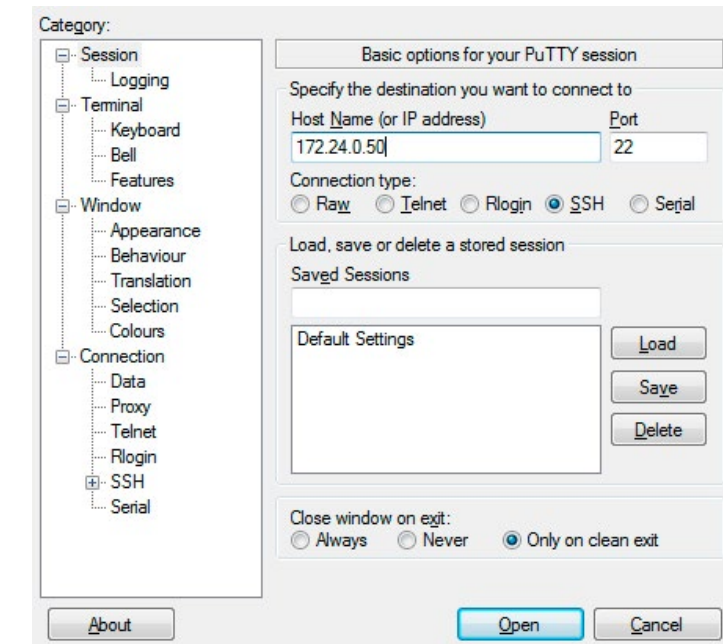 Category:
Session
Logging
Terminal
Keyboard
Bell
Features
Window
Appearance
Behaviour
Translation
Selection
Colours
Connection
Data
Proxy
Telnet
Rlogin
SSH
Serial
Basic options for your PuTTY session
Specify the destination you want to connect to
Host Name (or IP address) Port
172.24.0.50 22
Connection type:
Raw Telnet Rlogin SSH Serial
Load, save or delete a stored session
Saved Sessions
Default Settings
Load
Save
Delete
Close window on exit:
Always Never Only on clean exit
About Open Cancel